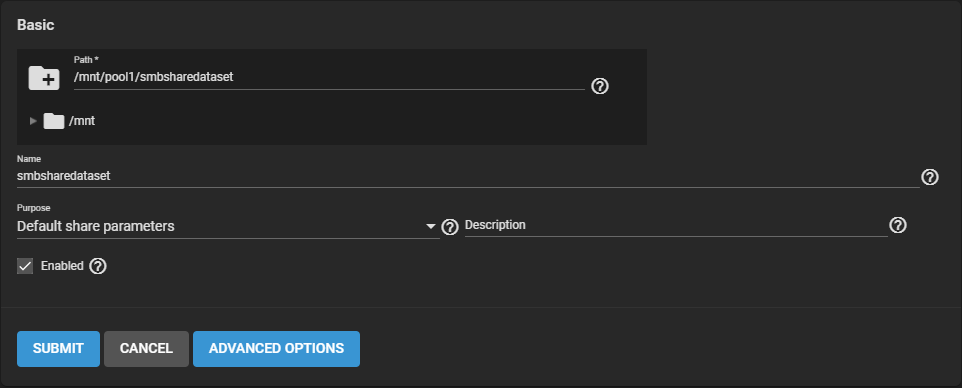 Basic
Path *
/mnt/pool1/smbsharedataset
/mnt
Name
smbsharedataset
Purpose
Default share parameters
Description
Enabled
SUBMIT CANCEL ADVANCED OPTIONS